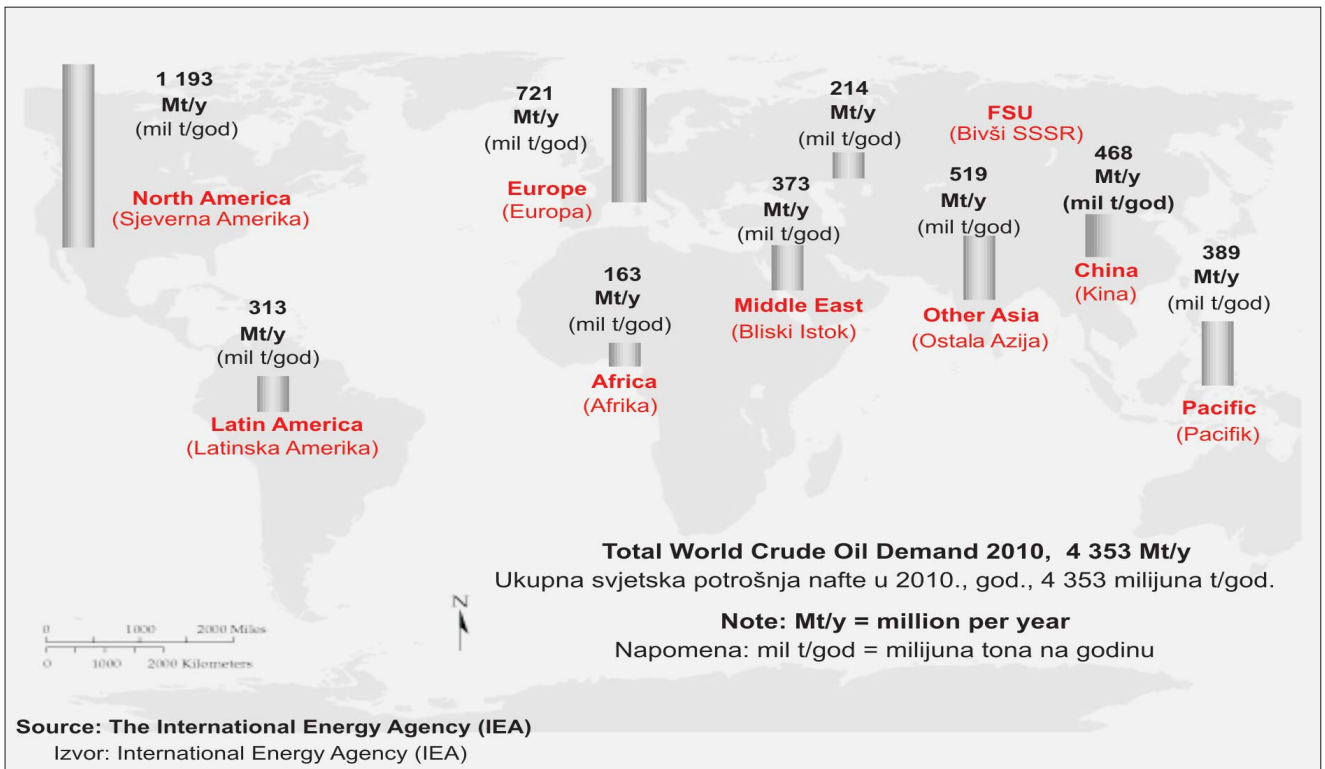 1 193
Mt/y
(mil t/god)
North America
(Sjeverna Amerika)
721
Mt/y
(mil t/god)
Europe
(Europa)
214
Mt/y
(mil t/god)
FSU
(Bivši SSSR)
373
Mt/y
(mil t/god)
Middle East
(Bliski Istok)
519
Mt/y
(mil t/god)
Other Asia
(Ostala Azija)
468
Mt/y
(mil t/god)
China
(Kina)
389
Mt/y
(mil t/god)
Pacific
(Pacifik)
313
Mt/y
(mil t/god)
Latin America
(Latinska Amerika)
163
Mt/y
(mil t/god)
Africa
(Afrika)
Total World Crude Oil Demand 2010, 4 353 Mt/y
Ukupna svjetska potrošnja nafte u 2010., god., 4 353 milijuna t/god.
Note: Mt/y = million per year
Napomena: mil t/god = milijuna tona na godinu
N
0 1000 2000 Miles
0 1000 2000 Kilometers
Source: The International Energy Agency (IEA)
Izvor: International Energy Agency (IEA)